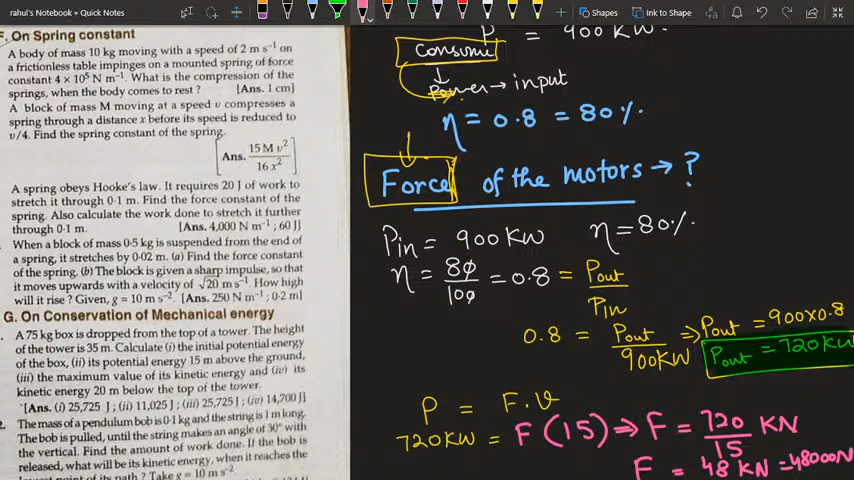 rahul's Notebook • Quick Notes
Shapes
Ink to Shape
F. On Spring constant
A body of mass 10 kg moving with a speed of 2 m s⁻¹ on
a frictionless table impinges on a mounted spring of force
constant 4 × 10⁵ N m⁻¹. What is the compression of the
springs, when the body comes to rest ? [Ans. 1 cm]
A block of mass M moving at a speed υ compresses a
spring through a distance x before its speed is reduced to
υ/4. Find the spring constant of the spring.
[Ans. 15 M υ² / 16 x²]
A spring obeys Hooke's law. It requires 20 J of work to
stretch it through 0·1 m. Find the force constant of the
spring. Also calculate the work done to stretch it further
through 0·1 m. [Ans. 4,000 N m⁻¹ ; 60 J]
When a block of mass 0·5 kg is suspended from the end of
a spring, it stretches by 0·02 m. (a) Find the force constant
of the spring. (b) The block is given a sharp impulse, so that
it moves upwards with a velocity of √20 m s⁻¹. How high
will it rise ? Given, g = 10 m s⁻². [Ans. 250 N m⁻¹ ; 0·2 m]
G. On Conservation of Mechanical energy
1. A 75 kg box is dropped from the top of a tower. The height
of the tower is 35 m. Calculate (i) the initial potential energy
of the box, (ii) its potential energy 15 m above the ground,
(iii) the maximum value of its kinetic energy and (iv) its
kinetic energy 20 m below the top of the tower.
[Ans. (i) 25,725 J ; (ii) 11,025 J ; (iii) 25,725 J ; (iv) 14,700 J]
2. The mass of a pendulum bob is 0·1 kg and the string is 1 m long.
The bob is pulled, until the string makes an angle of 30° with
the vertical. Find the amount of work done. If the bob is
released, what will be its kinetic energy, when it reaches the
lowest point of its path ? Take g = 10 m s⁻².
P = 900 KW.
Consume
Power → input
η = 0.8 = 80%
Force of the motors → ?
Pin = 900 KW η = 80%
η = 80/100 = 0.8 = Pout/Pin
0.8 = Pout/900KW ⇒ Pout = 900×0.8
Pout = 720 KW
P = F.υ
720KW = F (15) ⇒ F = 720/15 KN
F = 48 KN = 48000N